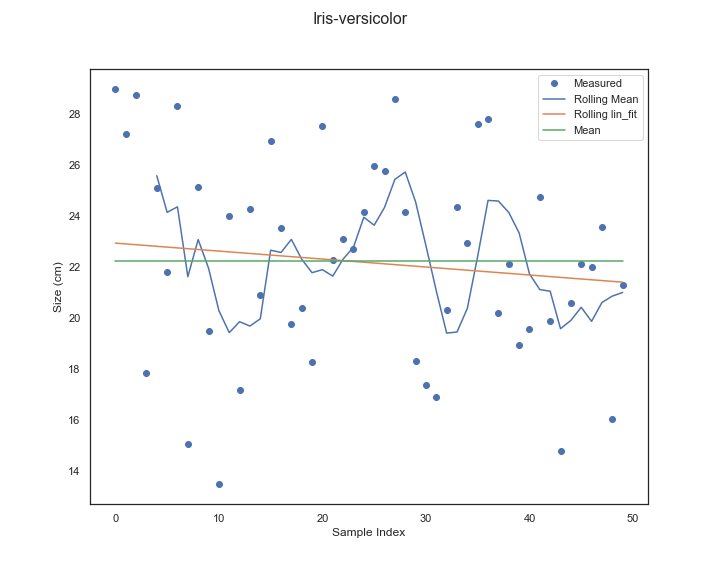 Iris-versicolor
Measured
Rolling Mean
Rolling lin_fit
Mean
28
26
24
22
20
18
16
14
Size (cm)
0 10 20 30 40 50
Sample Index